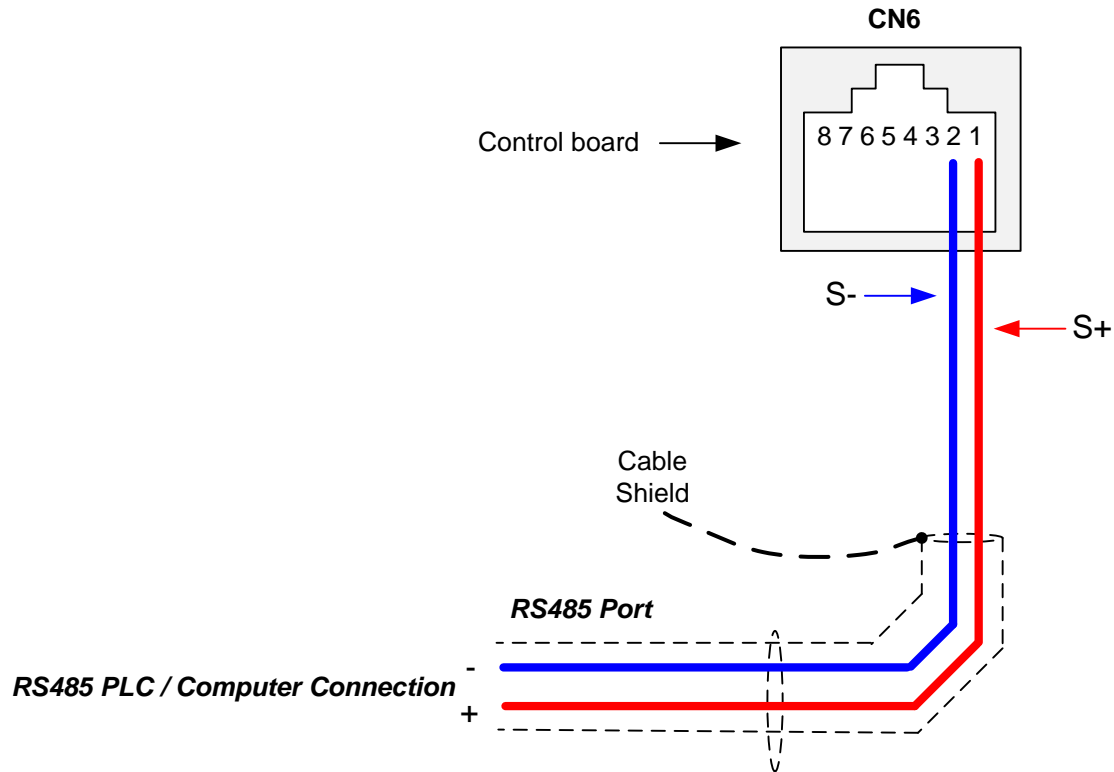 CN6
Control board
8 7 6 5 4 3 2 1
S-
S+
Cable
Shield
RS485 Port
-
RS485 PLC / Computer Connection
+